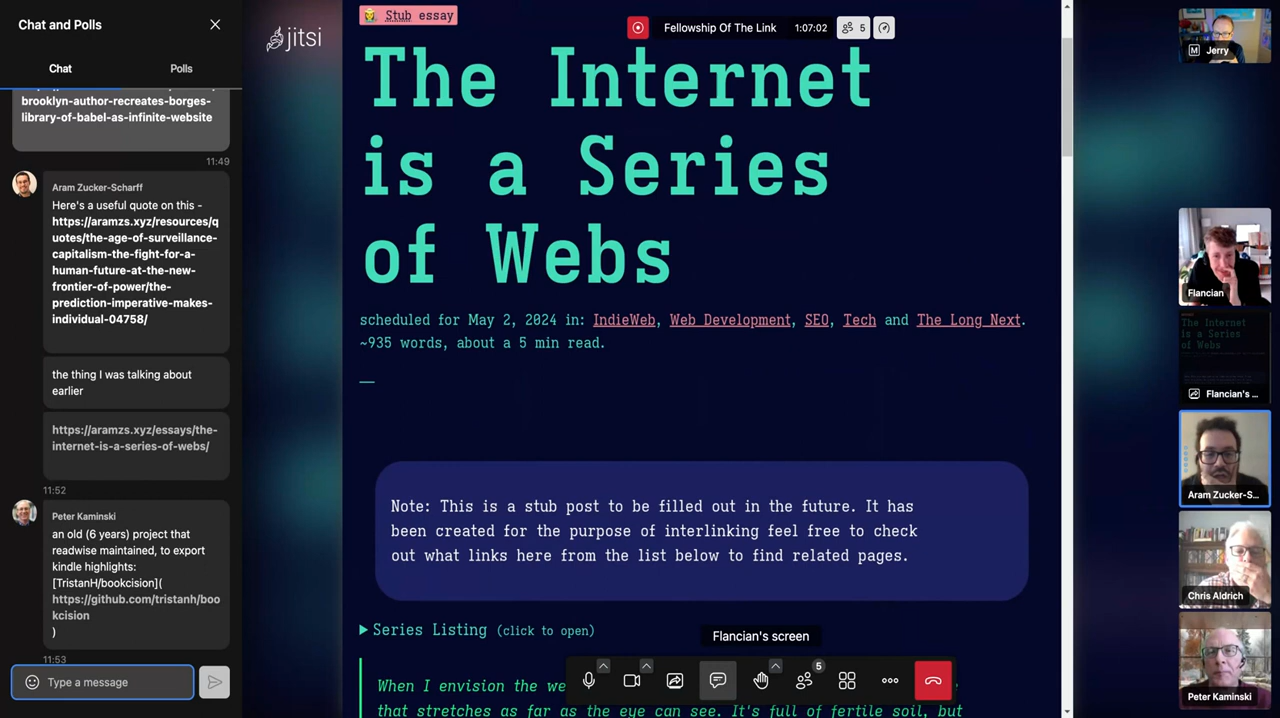 Chat and Polls
Chat
Polls
brooklyn-author-recreates-borges-
library-of-babel-as-infinite-website
11:49
Aram Zucker-Scharff
Here's a useful quote on this -
https://aramzs.xyz/resources/q
uotes/the-age-of-surveillance-
capitalism-the-fight-for-a-
human-future-at-the-new-
frontier-of-power/the-
prediction-imperative-makes-
individual-04758/
the thing I was talking about
earlier
https://aramzs.xyz/essays/the-
internet-is-a-series-of-webs/
11:52
Peter Kaminski
an old (6 years) project that
readwise maintained, to export
kindle highlights:
[TristanH/bookcision](
https://github.com/tristanh/boo
kcision
)
11:53
Type a message
jitsi
Stub essay
Fellowship Of The Link
1:07:02
5
The Internet
is a Series
of Webs
scheduled for May 2, 2024 in: IndieWeb, Web Development, SEO, Tech and The Long Next.
~935 words, about a 5 min read.
Note: This is a stub post to be filled out in the future. It has
been created for the purpose of interlinking feel free to check
out what links here from the list below to find related pages.
Series Listing (click to open)
Flancian's screen
When I envision the we
that stretches as far as the eye can see. It's full of fertile soil, but
5
M
Jerry
Flancian
The Internet
is a Series
of Webs
Flancian's ...
Aram Zucker-S...
Chris Aldrich
Peter Kaminski